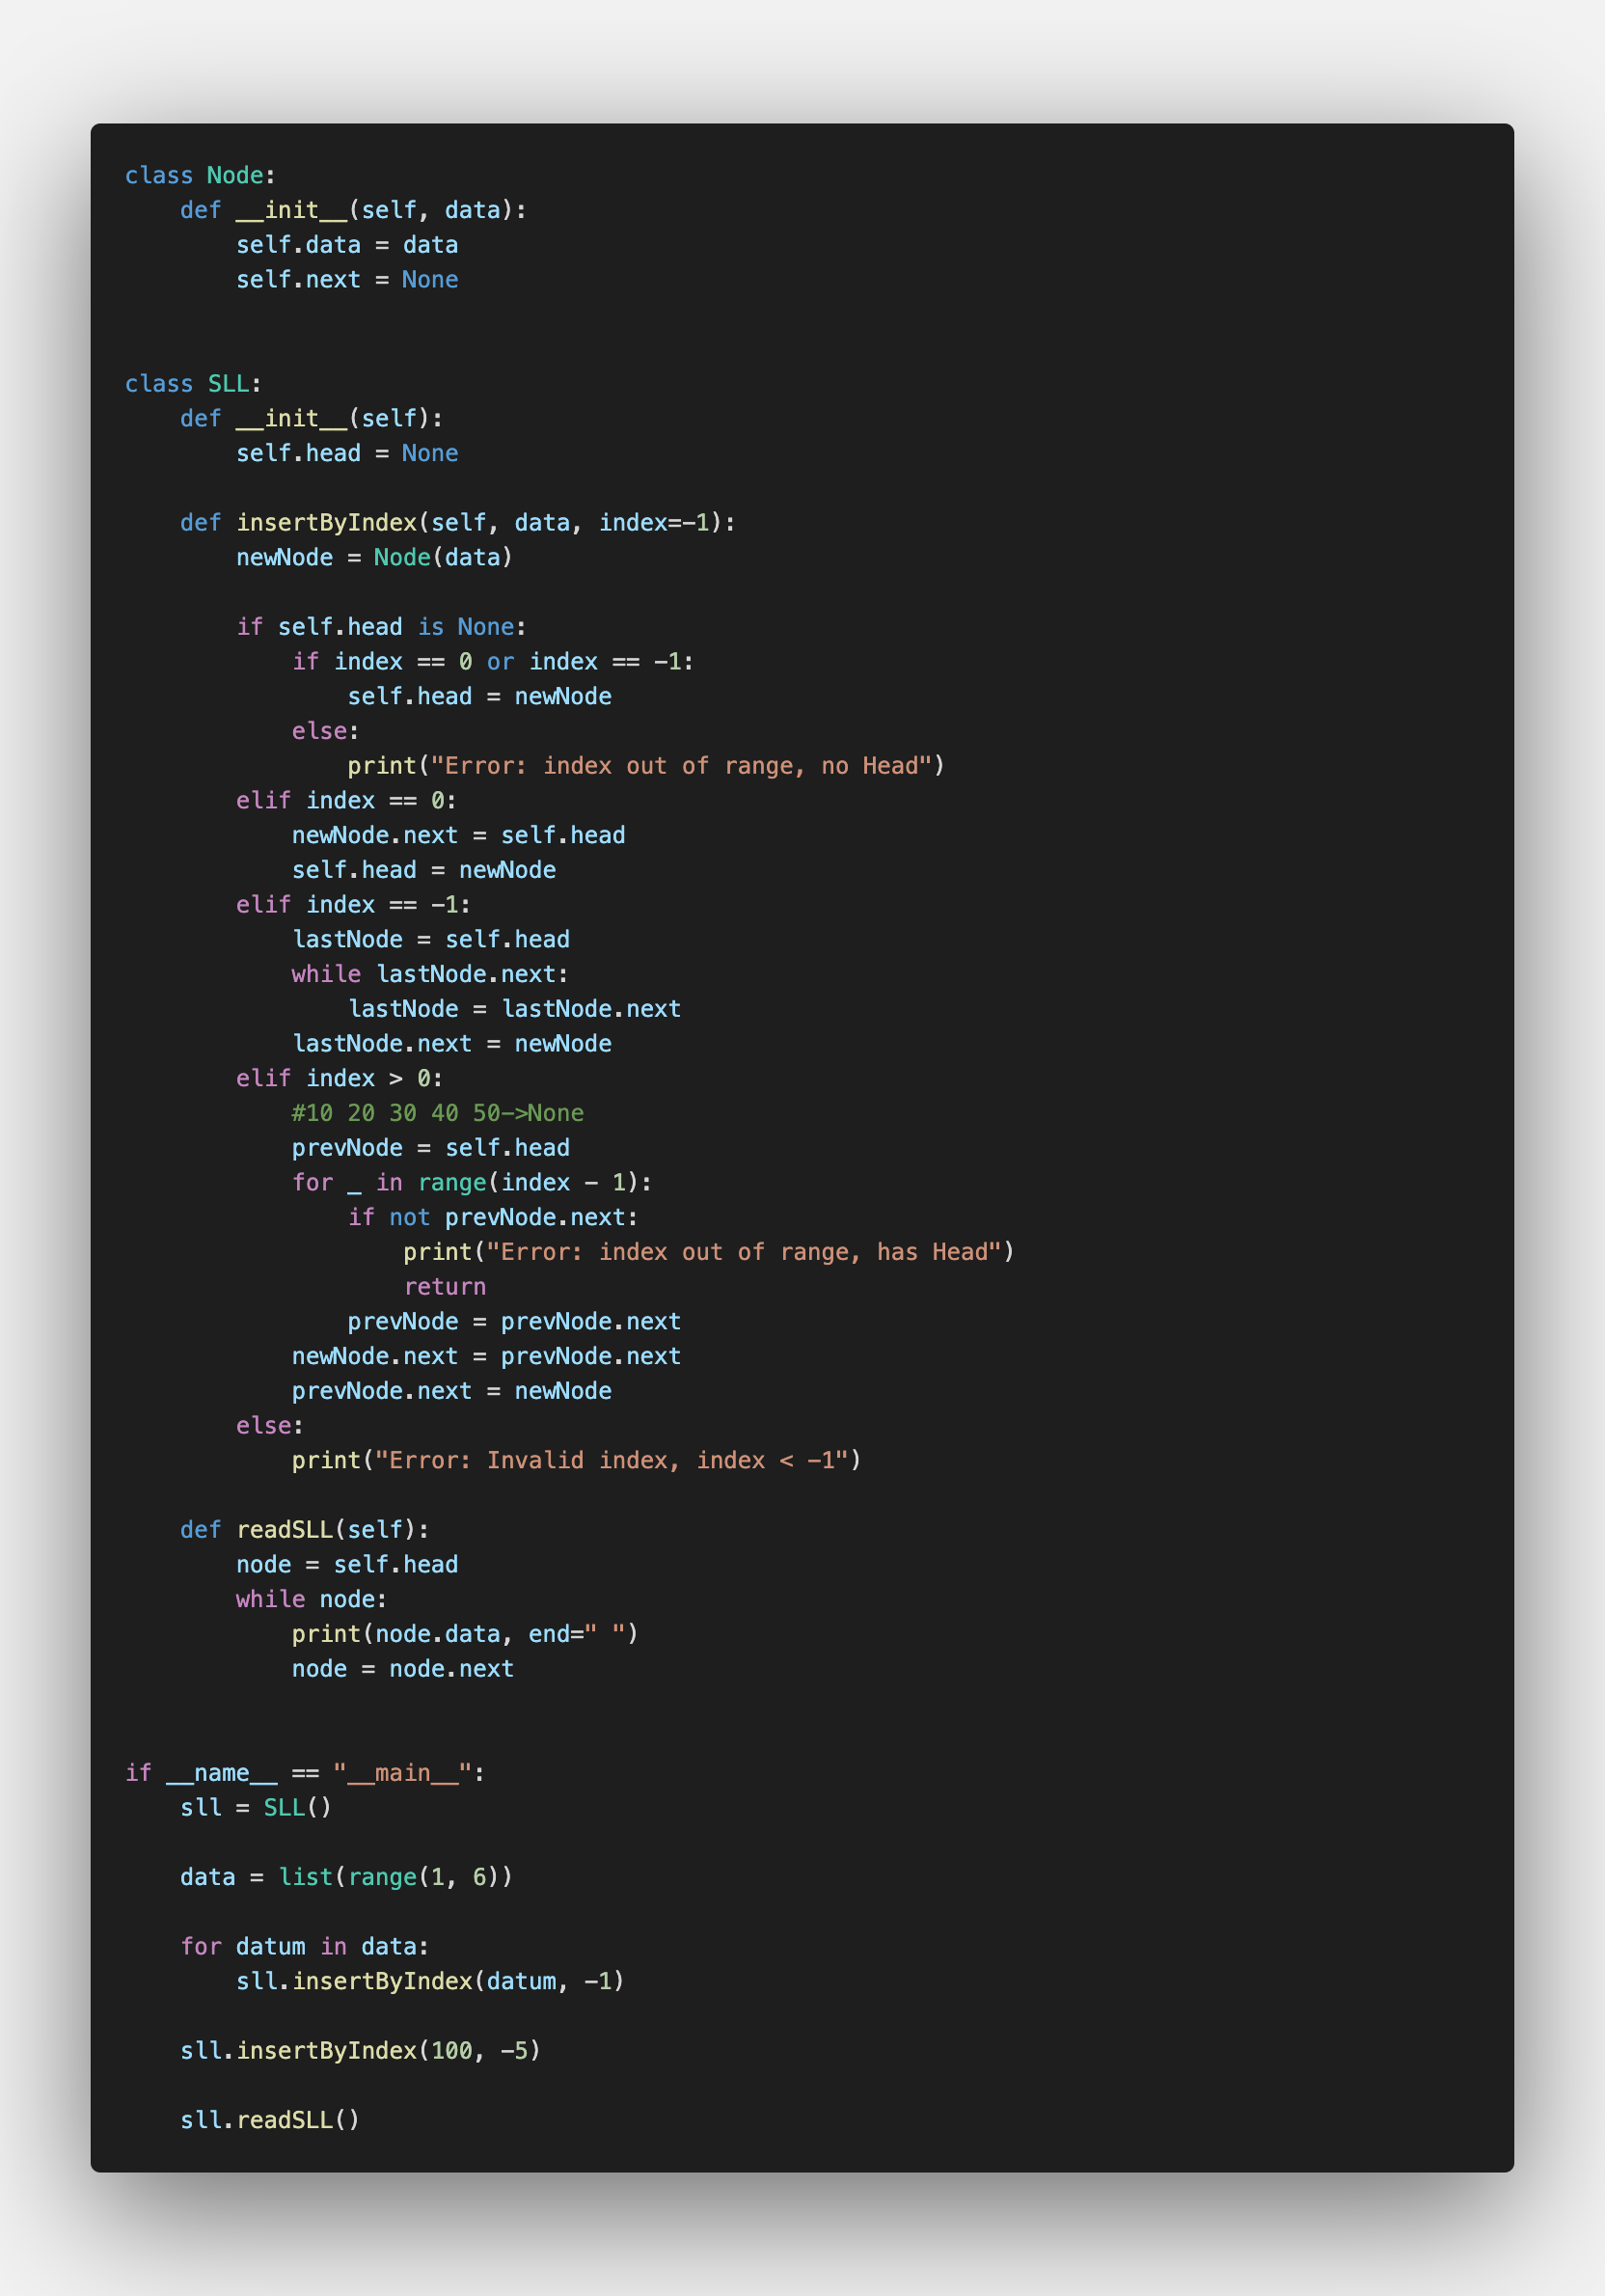 class Node:
    def __init__(self, data):
        self.data = data
        self.next = None
class SLL:
    def __init__(self):
        self.head = None
    def insertByIndex(self, data, index=-1):
        newNode = Node(data)
        if self.head is None:
            if index == 0 or index == -1:
                self.head = newNode
            else:
                print("Error: index out of range, no Head")
        elif index == 0:
            newNode.next = self.head
            self.head = newNode
        elif index == -1:
            lastNode = self.head
            while lastNode.next:
                lastNode = lastNode.next
            lastNode.next = newNode
        elif index > 0:
            #10 20 30 40 50->None
            prevNode = self.head
            for _ in range(index - 1):
                if not prevNode.next:
                    print("Error: index out of range, has Head")
                    return
                prevNode = prevNode.next
            newNode.next = prevNode.next
            prevNode.next = newNode
        else:
            print("Error: Invalid index, index < -1")
    def readSLL(self):
        node = self.head
        while node:
            print(node.data, end=" ")
            node = node.next
if __name__ == "__main__":
    sll = SLL()
    data = list(range(1, 6))
    for datum in data:
        sll.insertByIndex(datum, -1)
    sll.insertByIndex(100, -5)
    sll.readSLL()